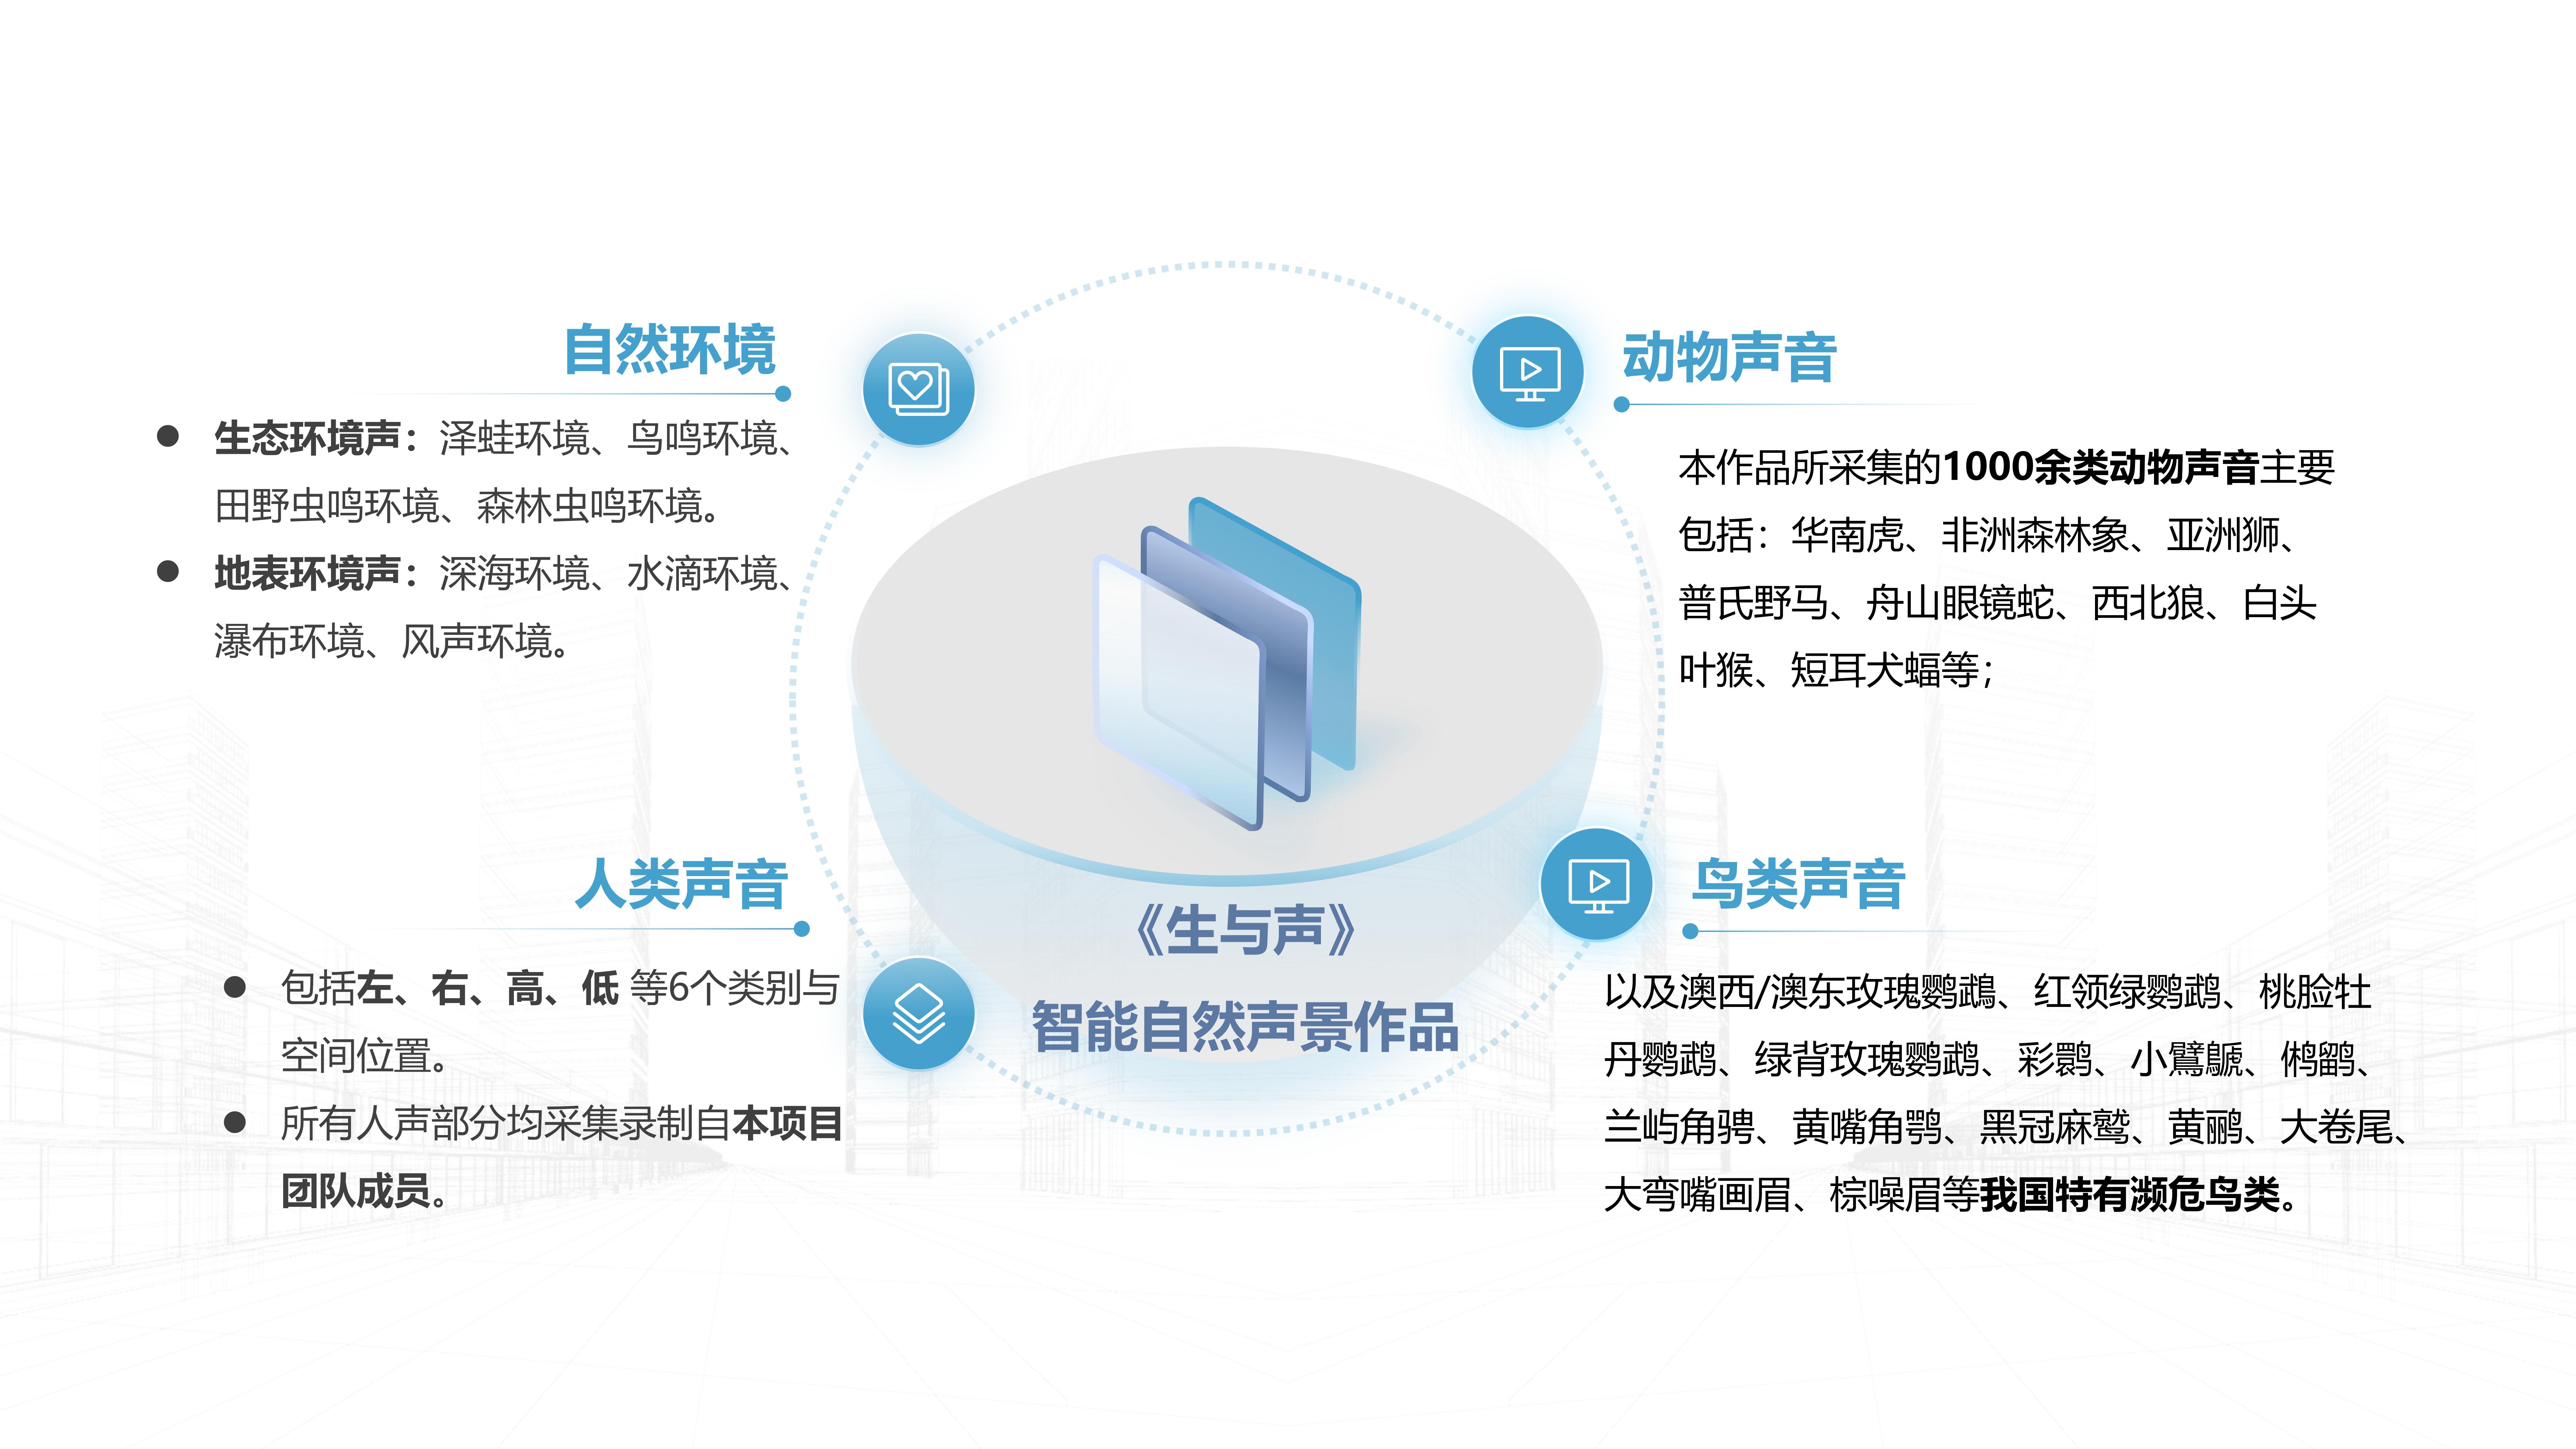 自然环境
生态环境声：泽蛙环境、鸟鸣环境、
田野虫鸣环境、森林虫鸣环境。
地表环境声：深海环境、水滴环境、
瀑布环境、风声环境。
动物声音
本作品所采集的1000余类动物声音主要
包括：华南虎、非洲森林象、亚洲狮、
普氏野马、舟山眼镜蛇、西北狼、白头
叶猴、短耳犬蝠等；
人类声音
包括左、右、高、低 等6个类别与
空间位置。
所有人声部分均采集录制自本项目
团队成员。
《生与声》
智能自然声景作品
鸟类声音
以及澳西/澳东玫瑰鹦鵡、红领绿鹦鹉、桃脸牡
丹鹦鹉、绿背玫瑰鹦鹉、彩鹮、小鷿鷈、鸺鹠、
兰屿角骋、黄嘴角鸮、黑冠麻鹫、黄鹂、大卷尾、
大弯嘴画眉、棕噪眉等我国特有濒危鸟类。